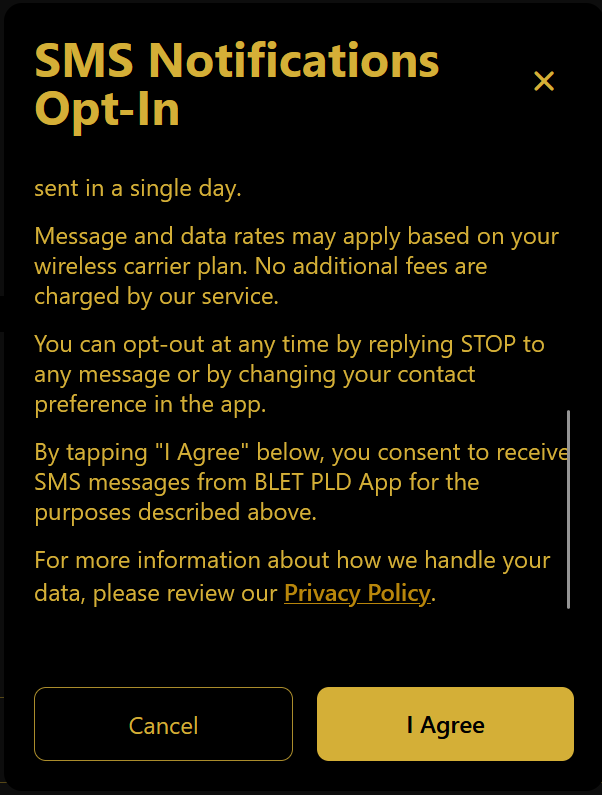 SMS Notifications
Opt-In
sent in a single day.
Message and data rates may apply based on your
wireless carrier plan. No additional fees are
charged by our service.
You can opt-out at any time by replying STOP to
any message or by changing your contact
preference in the app.
By tapping "I Agree" below, you consent to receive
SMS messages from BLET PLD App for the
purposes described above.
For more information about how we handle your
data, please review our Privacy Policy.
Cancel
I Agree